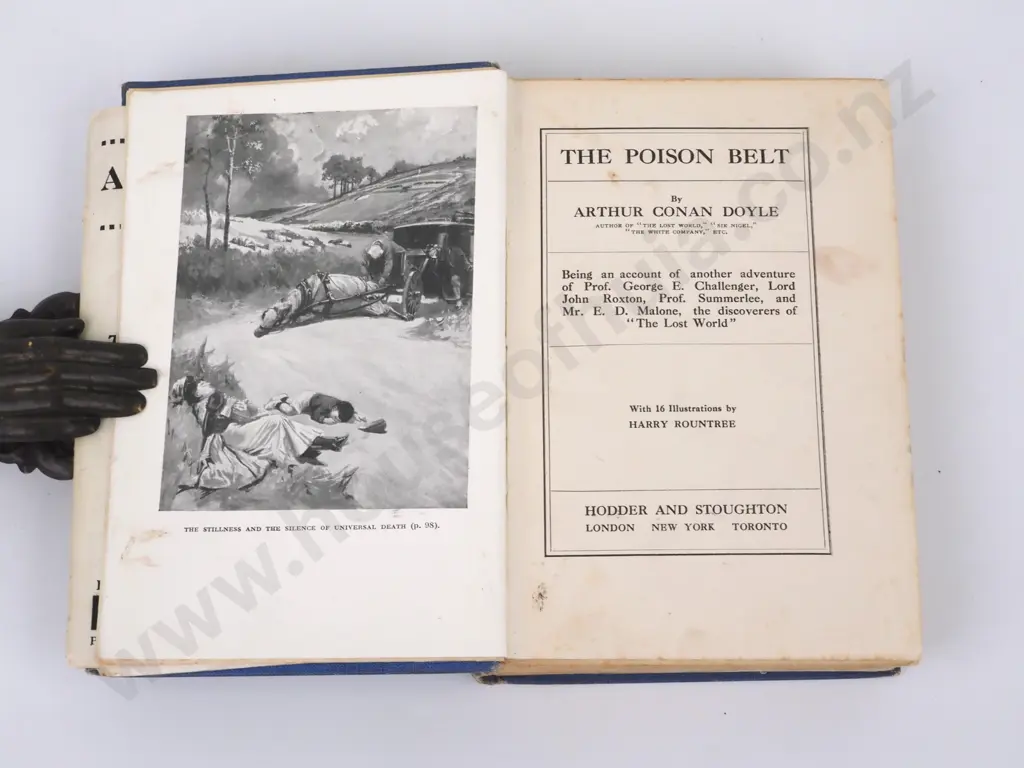 A
THE STILLNESS AND THE SILENCE OF UNIVERSAL DEATH (p. 98).
THE POISON BELT
By
ARTHUR CONAN DOYLE
AUTHOR OF "THE LOST WORLD," "SIR NIGEL,"
"THE WHITE COMPANY," ETC.
Being an account of another adventure
of Prof. George E. Challenger, Lord
John Roxton, Prof. Summerlee, and
Mr. E. D. Malone, the discoverers of
"The Lost World"
With 16 Illustrations by
HARRY ROUNTREE
HODDER AND STOUGHTON
LONDON NEW YORK TORONTO
www.houseofnuja.co.nz